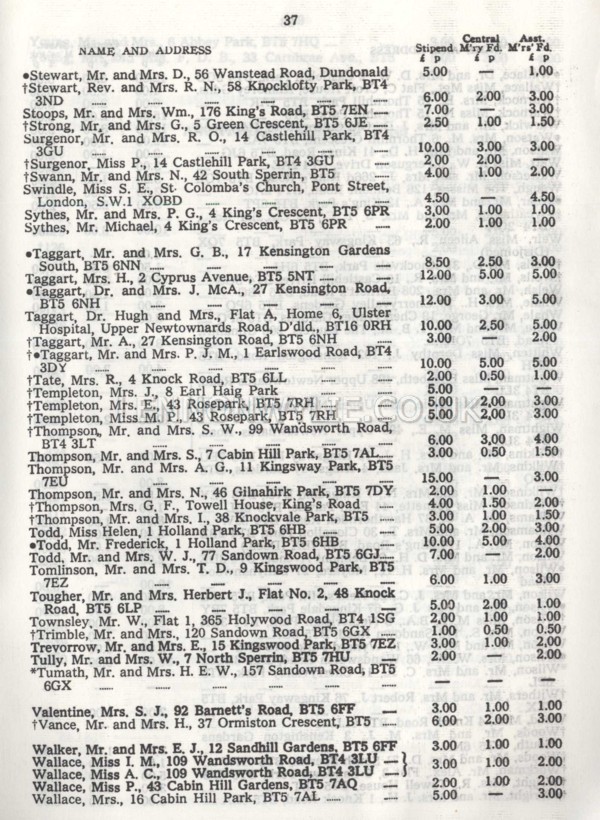 37
NAME AND ADDRESS Stipend Central M'ry Fd. Asst. M'rs' Fd.
£ p £ p £ p
●Stewart, Mr. and Mrs. D., 56 Wanstead Road, Dundonald 5.00 — 1,00
†Stewart, Rev. and Mrs. R. N., 58 Knocklofty Park, BT4
3ND ...... ...... ...... ...... ...... 6.00 2.00 3.00
Stoops, Mr. and Mrs. Wm., 176 King's Road, BT5 7EN ...... 7.00 — 3.00
†Strong, Mr. and Mrs. G., 5 Green Crescent, BT5 6JE ...... 2.50 1.00 1.50
Surgenor, Mr. and Mrs. R. O., 14 Castlehill Park, BT4
3GU ...... ...... ...... ...... ...... 10.00 3.00 3.00
†Surgenor, Miss P., 14 Castlehill Park, BT4 3GU ...... 2,00 2.00 —
†Swann, Mr. and Mrs. N., 42 South Sperrin, BT5 ...... 4.00 1.00 2.00
Swindle, Miss S. E., St. Colomba's Church, Pont Street,
London, S.W.1 XOBD ...... ...... ...... 4.50 — 4.50
Sythes, Mr. and Mrs. P. G., 4 King's Crescent, BT5 6PR 3,00 1.00 1.00
Sythes, Mr. Michael, 4 King's Crescent, BT5 6PR ...... 2.00 1.00 1.00
●Taggart, Mr. and Mrs. G. B., 17 Kensington Gardens
South, BT5 6NN ...... ...... ...... ...... 8.50 2.50 3.00
Taggart, Mrs. H., 2 Cyprus Avenue, BT5 5NT ...... ...... 12.00 5.00 5.00
●Taggart, Dr. and Mrs. J. McA., 27 Kensington Road,
BT5 6NH ...... ...... ...... ...... 12.00 3.00 5.00
Taggart, Dr. Hugh and Mrs., Flat A, Home 6, Ulster
Hospital, Upper Newtownards Road, D'dld., BT16 0RH 10.00 2,50 5.00
†Taggart, Mr. A., 27 Kensington Road, BT5 6NH ...... 3.00 — 2.00
†●Taggart, Mr. and Mrs. P. J. M., 1 Earlswood Road, BT4
3DY ...... ...... ...... ...... ...... 10.00 5.00 5.00
†Tate, Mrs. R., 4 Knock Road, BT5 6LL ...... ...... 2.00 0.50 1.00
†Templeton, Mrs. J., 8 Earl Haig Park ...... ...... 5.00 — —
†Templeton, Mrs. E., 43 Rosepark, BT5 7RH ...... ...... 5.00 2,00 3.00
†Templeton, Miss M. P., 43 Rosepark, BT5 7RH ...... 5.00 2.00 3.00
†Thompson, Mr. and Mrs. S. W., 99 Wandsworth Road,
BT4 3LT ...... ...... ...... ...... 6.00 3,00 4.00
Thompson, Mr. and Mrs. S., 7 Cabin Hill Park, BT5 7AL...... 3.00 0.50 1.50
Thompson, Mr. and Mrs. A. G., 11 Kingsway Park, BT5
7EU ...... ...... ...... ...... ...... 15.00 — 3.00
Thompson, Mr. and Mrs. N., 46 Gilnahirk Park, BT5 7DY 2.00 1.00 —
†Thompson, Mrs. G. F., Towell House, King's Road ...... 4.00 1.50 2.00
†Thompson, Mr. and Mrs. I., 38 Knockvale Park, BT5 ...... 3.00 1.00 1.50
Todd, Miss Helen, 1 Holland Park, BT5 6HB ...... ...... 5.00 2.00 3.00
●Todd, Mr. Frederick, 1 Holland Park, BT5 6HB ...... 10.00 5.00 4.00
Todd, Mr. and Mrs. W. J., 77 Sandown Road, BT5 6GJ...... 7.00 — 2.00
Tomlinson, Mr. and Mrs. T. D., 9 Kingswood Park, BT5
7EZ ...... ...... ...... ...... ...... 6.00 1.00 3.00
Tougher, Mr. and Mrs. Herbert J., Flat No. 2, 48 Knock
Road, BT5 6LP ...... ...... ...... ...... 5.00 2.00 1.00
Townsley, Mr. W., Flat 1, 365 Holywood Road, BT4 1SG 2,00 1.00 1.00
†Trimble, Mr. and Mrs., 120 Sandown Road, BT5 6GX ...... 1.00 0.50 0.50
Trevorrow, Mr. and Mrs. E., 15 Kingswood Park, BT5 7EZ 3.00 1.00 2,00
Tully, Mr. and Mrs. W., 7 North Sperrin, BT5 7HU ...... 2.00 — 2.00
*Tumath, Mr. and Mrs. H. E. W., 157 Sandown Road, BT5
6GX ...... ...... ...... ...... ...... — — —
Valentine, Mrs. S. J., 92 Barnett's Road, BT5 6FF ...... 3.00 1.00 1.00
†Vance, Mr. and Mrs. H., 37 Ormiston Crescent, BT5 ...... 6,00 2.00 3.00
Walker, Mr. and Mrs. E. J., 12 Sandhill Gardens, BT5 6FF 3.00 1.00 1.00
Wallace, Miss I. M., 109 Wandsworth Road, BT4 3LU ......
Wallace, Miss A. C., 109 Wandsworth Road, BT4 3LU ...... } 3.00 1.00 2.00
Wallace, Miss P., 43 Cabin Hill Gardens, BT5 7AQ ...... 2.00 1.00 2.00
Wallace, Mrs., 16 Cabin Hill Park, BT5 7AL ...... ...... 5.00 — 3.00